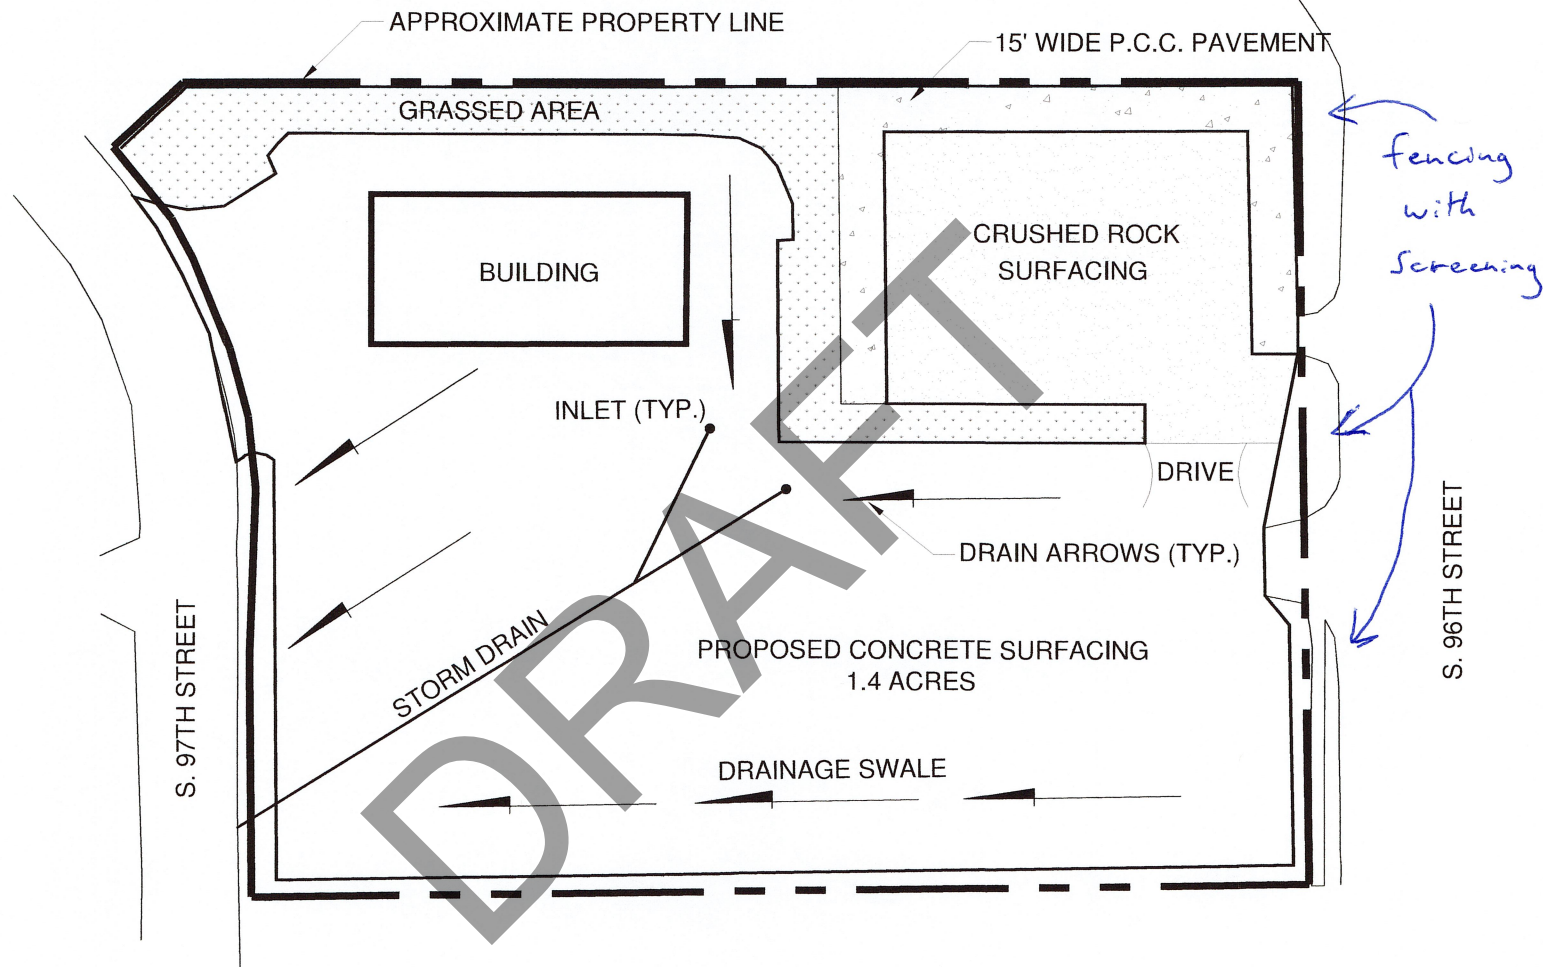 APPROXIMATE PROPERTY LINE
15' WIDE P.C.C. PAVEMENT
GRASSED AREA
fencing
with
screening
CRUSHED ROCK
SURFACING
BUILDING
INLET (TYP.)
DRIVE
DRAIN ARROWS (TYP.)
S. 96TH STREET
S. 97TH STREET
STORM DRAIN
PROPOSED CONCRETE SURFACING
1.4 ACRES
DRAINAGE SWALE
DRAFT